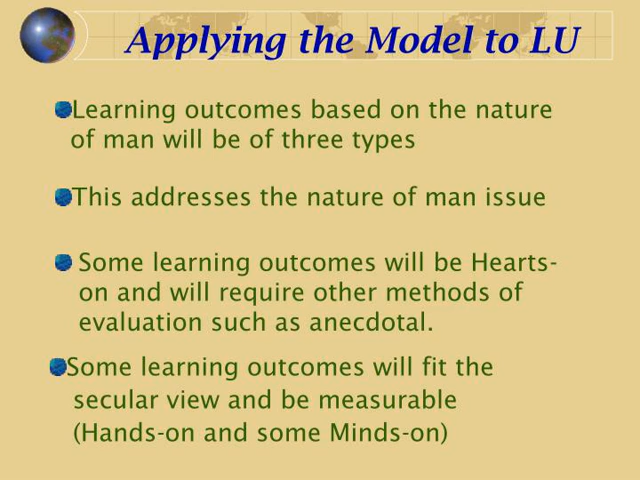 Applying the Model to LU
Learning outcomes based on the nature
of man will be of three types
This addresses the nature of man issue
Some learning outcomes will be Hearts-
on and will require other methods of
evaluation such as anecdotal.
Some learning outcomes will fit the
secular view and be measurable
(Hands-on and some Minds-on)